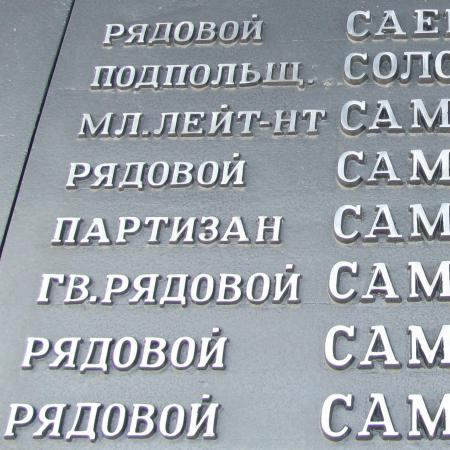 РЯДОВОЙ САЕ
ПОДПОЛЬЩ. СОЛО
МЛ.ЛЕЙТ-НТ САМ
РЯДОВОЙ САМ
ПАРТИЗАН САМ
ГВ.РЯДОВОЙ САМ
РЯДОВОЙ САМ
РЯДОВОЙ САМ